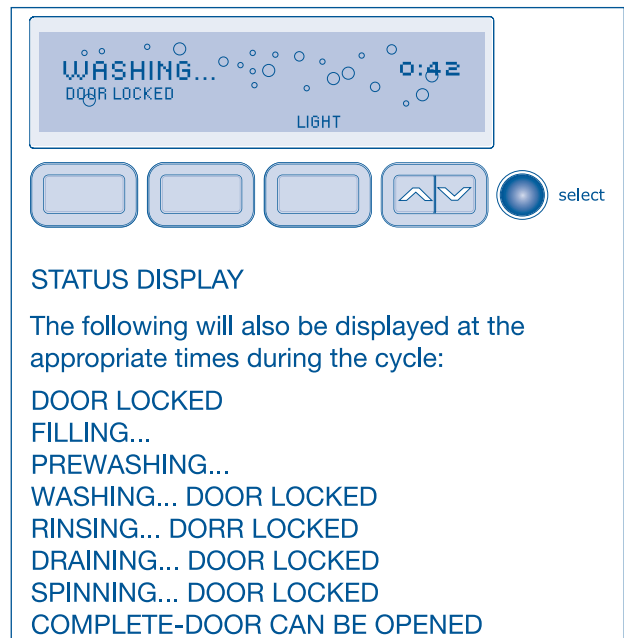 WASHING... 0:42
DOOR LOCKED
LIGHT
select
STATUS DISPLAY
The following will also be displayed at the
appropriate times during the cycle:
DOOR LOCKED
FILLING...
PREWASHING...
WASHING... DOOR LOCKED
RINSING... DORR LOCKED
DRAINING... DOOR LOCKED
SPINNING... DOOR LOCKED
COMPLETE-DOOR CAN BE OPENED